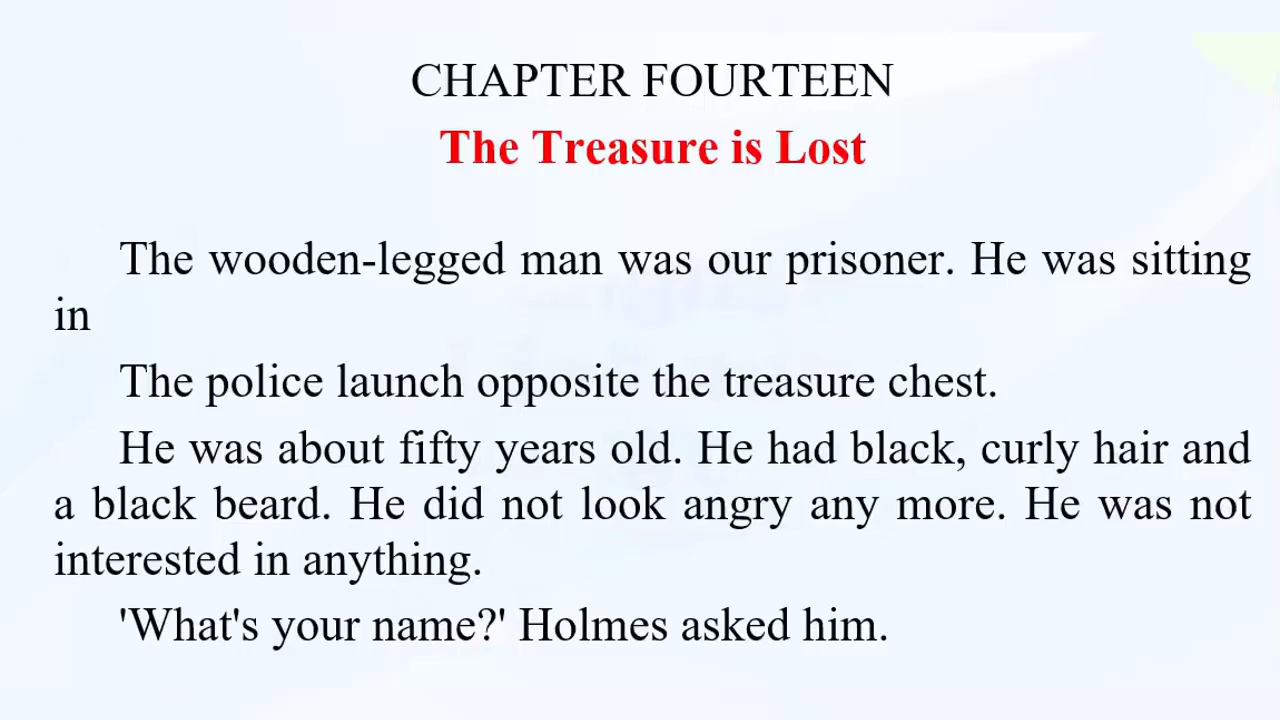 CHAPTER FOURTEEN
The Treasure is Lost
The wooden-legged man was our prisoner. He was sitting
in
The police launch opposite the treasure chest.
He was about fifty years old. He had black, curly hair and
a black beard. He did not look angry any more. He was not
interested in anything.
'What's your name?' Holmes asked him.